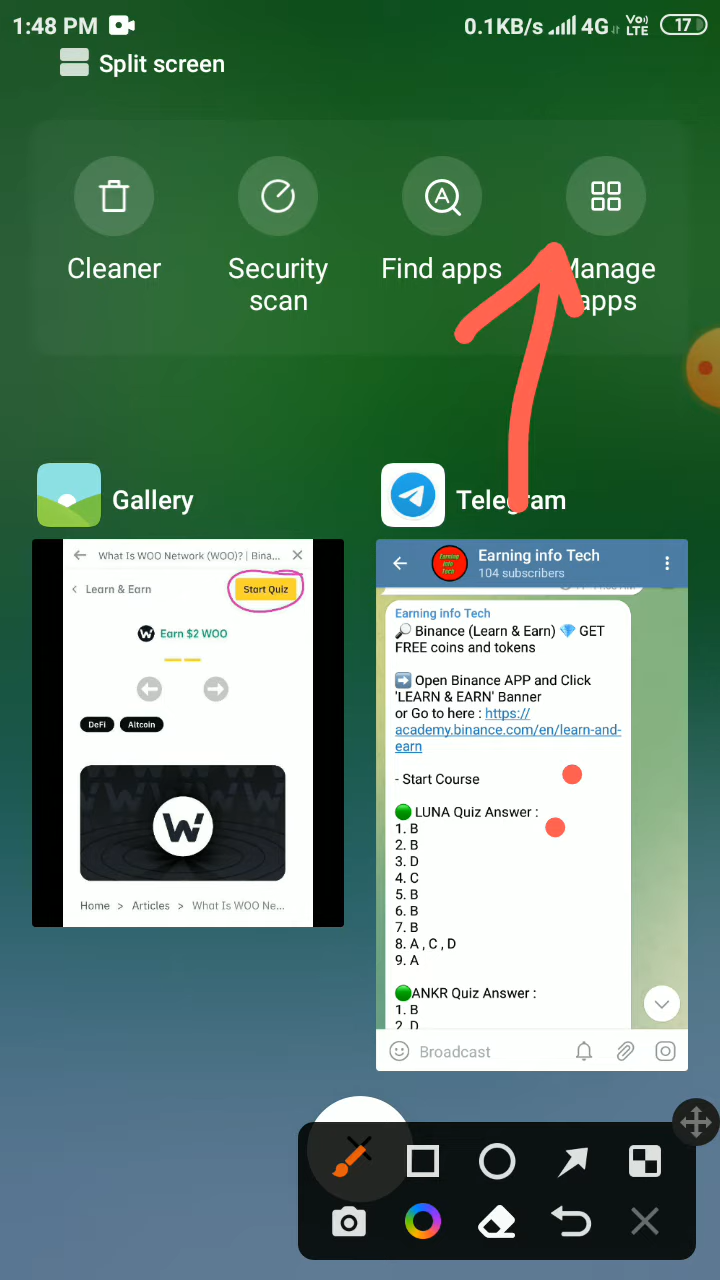 1:48 PM
0.1KB/s 4G Vo) LTE 17
Split screen
Cleaner
Security scan
Find apps
Manage apps
Gallery
Telegram
What Is WOO Network (WOO)? | Bina...
Learn & Earn
Start Quiz
Earn $2 WOO
DeFi
Altcoin
Home > Articles > What Is WOO Ne...
Earning info Tech
104 subscribers
Earning info Tech
🔎 Binance (Learn & Earn) 💎 GET
FREE coins and tokens
➡️ Open Binance APP and Click
'LEARN & EARN' Banner
or Go to here : https://
academy.binance.com/en/learn-and-
earn
- Start Course
🟢 LUNA Quiz Answer :
1. B
2. B
3. D
4. C
5. B
6. B
7. B
8. A , C , D
9. A
🟢ANKR Quiz Answer :
1. B
2. D
Broadcast